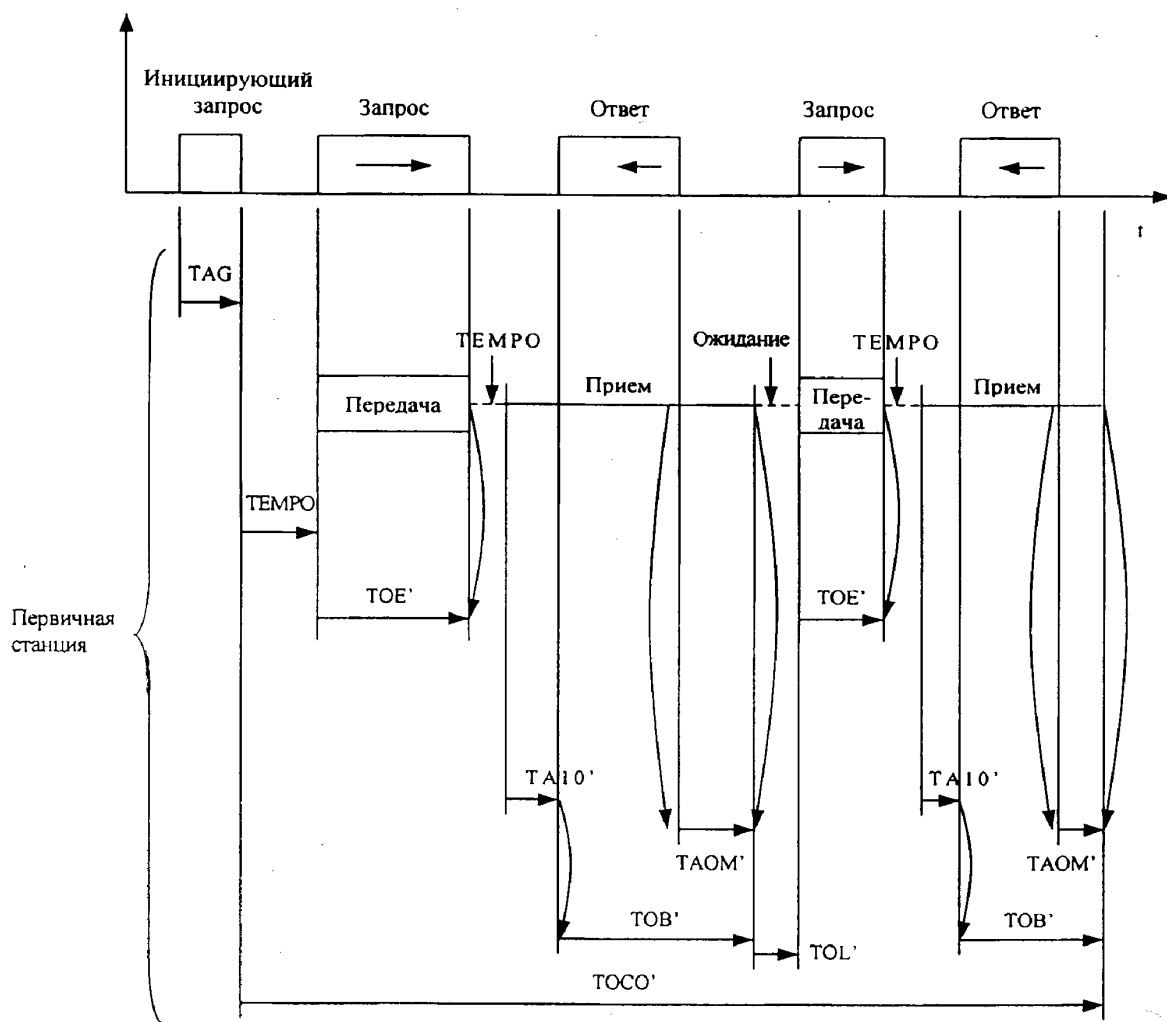 Инициирующий
запрос
Запрос
Ответ
Запрос
Ответ
t
TAG
TEMPO
Ожидание
TEMPO
Передача
Прием
Пере-
дача
Прием
TEMPO
TOE'
TOE'
Первичная
станция
TA10'
TA10'
TAOM'
TAOM'
TOB'
TOB'
TOL'
TOCO'